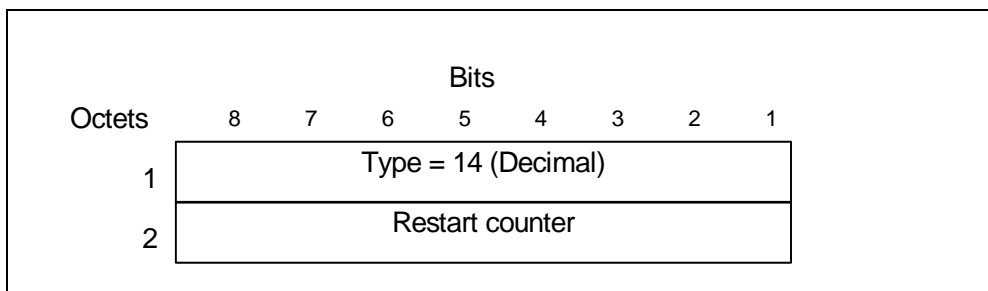 Bits
Octets 8 7 6 5 4 3 2 1
1 Type = 14 (Decimal)
2 Restart counter